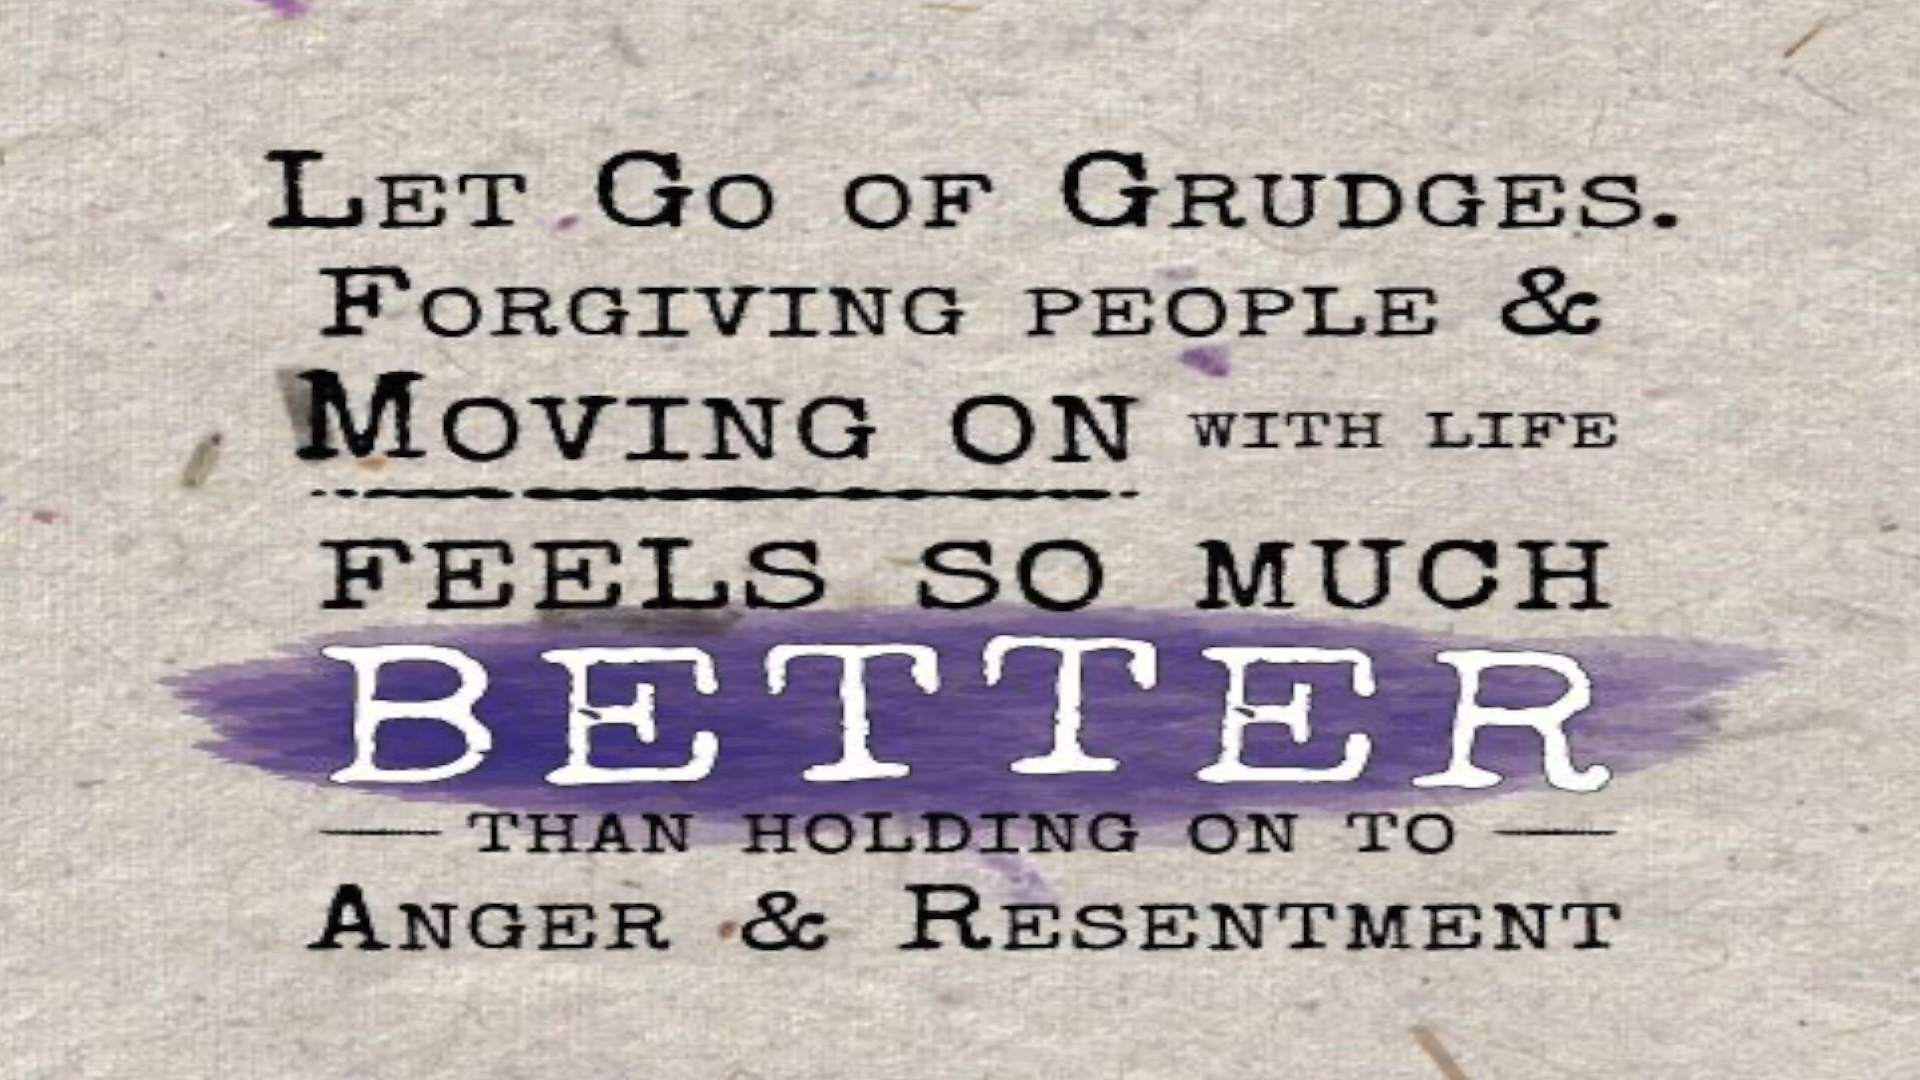 Let Go of Grudges.
Forgiving people &
Moving on with life
feels so much
BETTER
— than holding on to —
Anger & Resentment